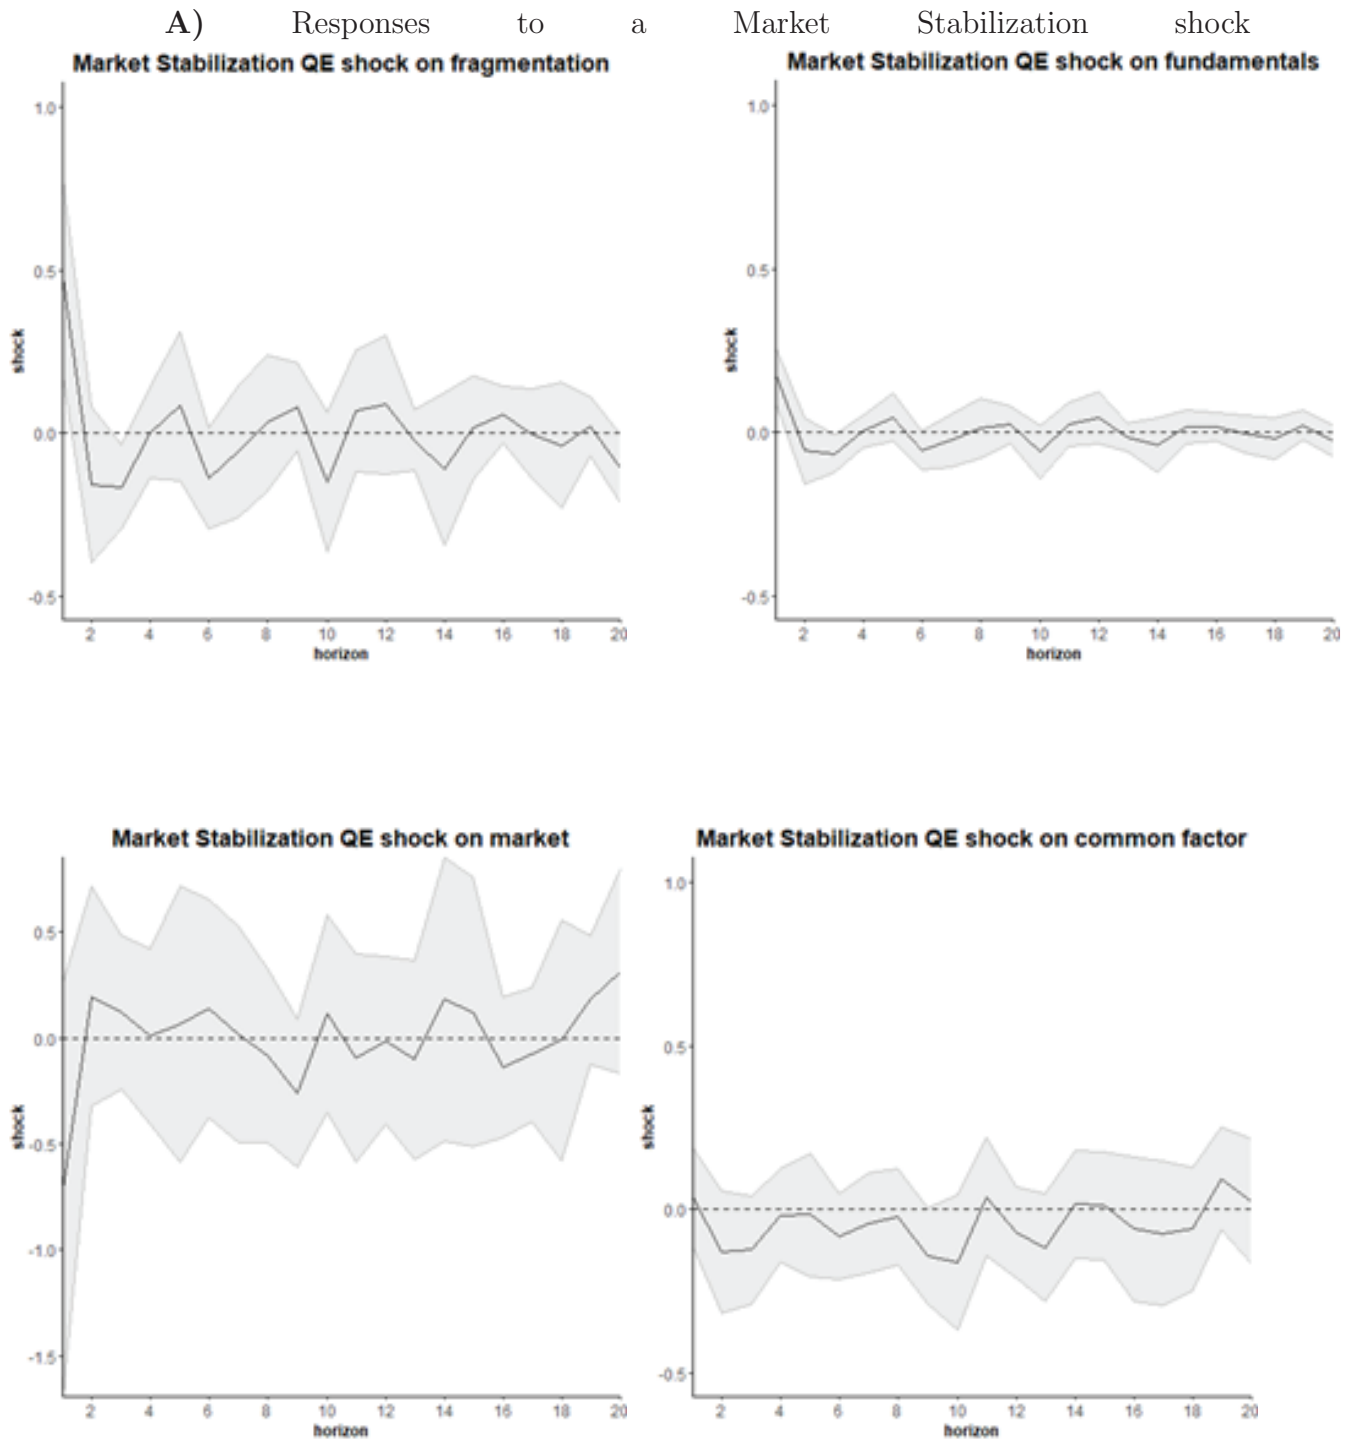 A) Responses to a Market Stabilization shock
Market Stabilization QE shock on fragmentation
1.0
0.5
0.0
-0.5
shock
2 4 6 8 10 12 14 16 18 20
horizon
Market Stabilization QE shock on fundamentals
1.0
0.5
0.0
-0.5
shock
2 4 6 8 10 12 14 16 18 20
horizon
Market Stabilization QE shock on market
0.5
0.0
-0.5
-1.0
-1.5
shock
2 4 6 8 10 12 14 16 18 20
horizon
Market Stabilization QE shock on common factor
1.0
0.5
0.0
-0.5
shock
2 4 6 8 10 12 14 16 18 20
horizon